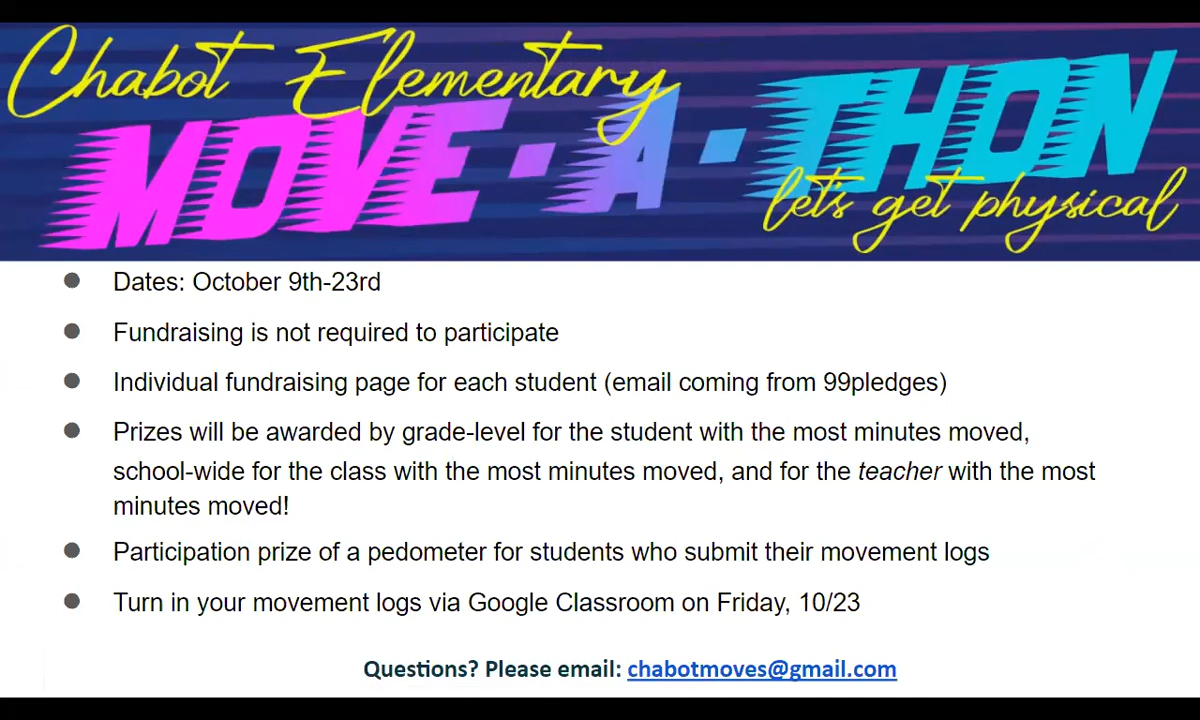 Chabot Elementary
MOVE·A·THON
let's get physical
Dates: October 9th-23rd
Fundraising is not required to participate
Individual fundraising page for each student (email coming from 99pledges)
Prizes will be awarded by grade-level for the student with the most minutes moved,
school-wide for the class with the most minutes moved, and for the teacher with the most
minutes moved!
Participation prize of a pedometer for students who submit their movement logs
Turn in your movement logs via Google Classroom on Friday, 10/23
Questions? Please email: chabotmoves@gmail.com